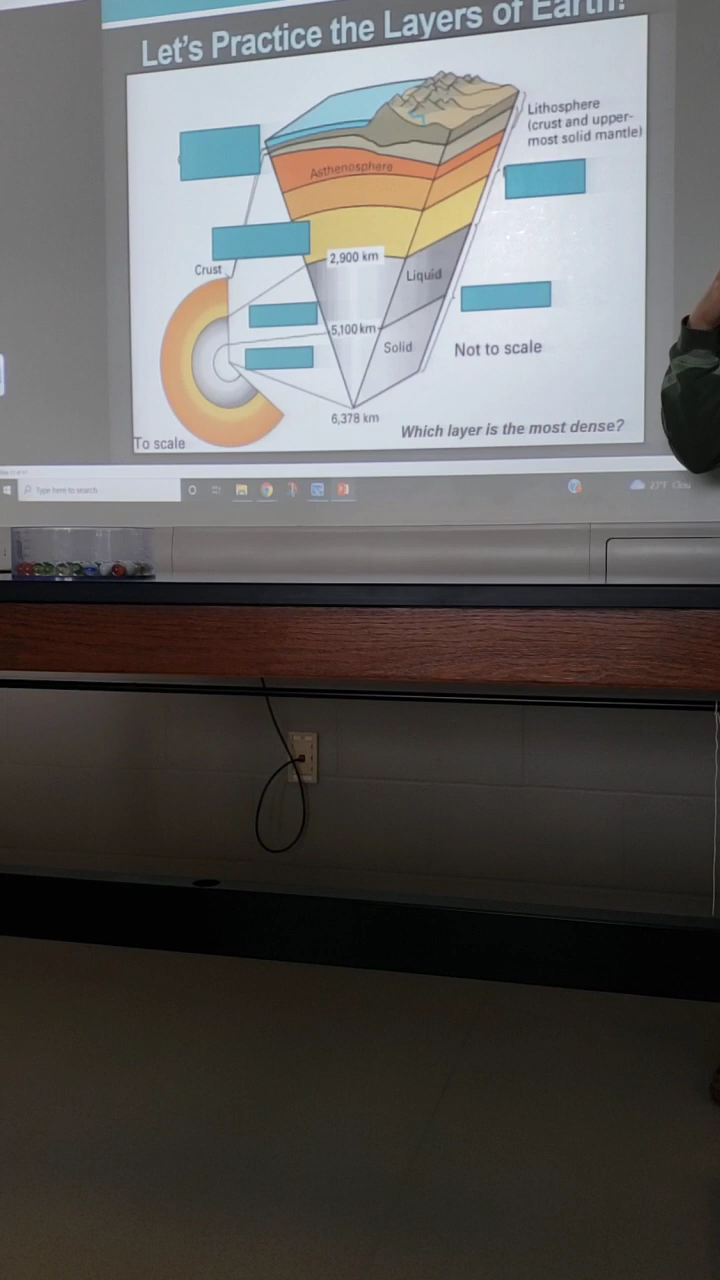 Let's Practice the Layers of Earth!
Lithosphere
(crust and upper-
most solid mantle)
Asthenosphere
2,900 km
Crust
Liquid
5,100 km
Solid
Not to scale
6,378 km
To scale
Which layer is the most dense?
Type here to search
23°F